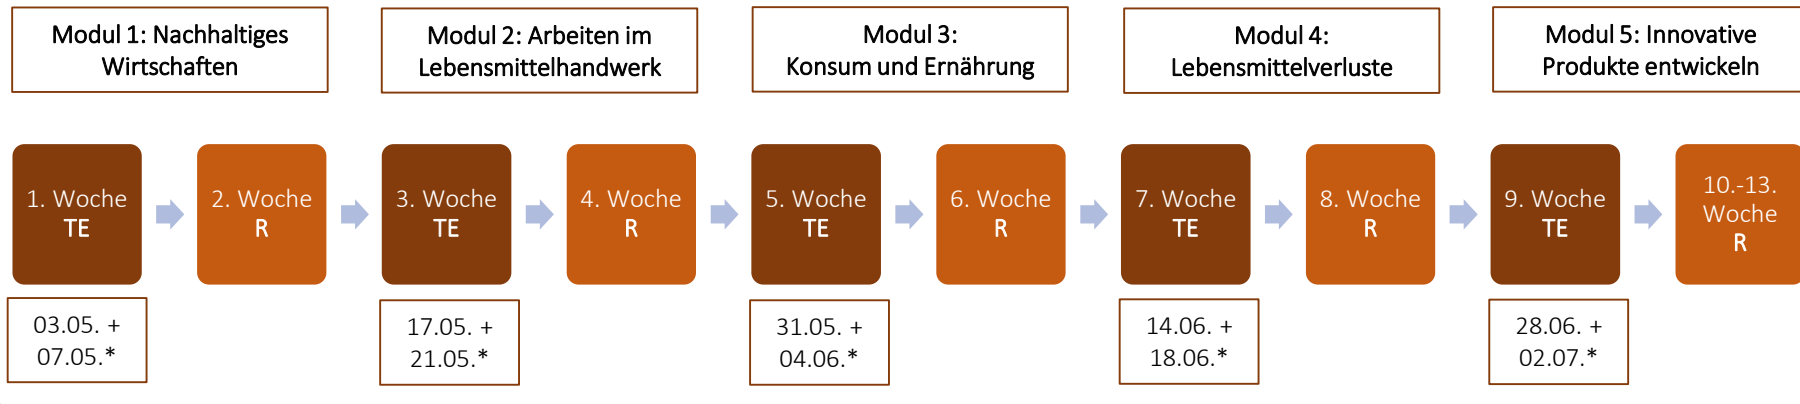 Modul 1: Nachhaltiges
Wirtschaften
Modul 2: Arbeiten im
Lebensmittelhandwerk
Modul 3:
Konsum und Ernährung
Modul 4:
Lebensmittelverluste
Modul 5: Innovative
Produkte entwickeln
1. Woche
TE
2. Woche
R
3. Woche
TE
4. Woche
R
5. Woche
TE
6. Woche
R
7. Woche
TE
8. Woche
R
9. Woche
TE
10.-13.
Woche
R
03.05. +
07.05.*
17.05. +
21.05.*
31.05. +
04.06.*
14.06. +
18.06.*
28.06. +
02.07.*